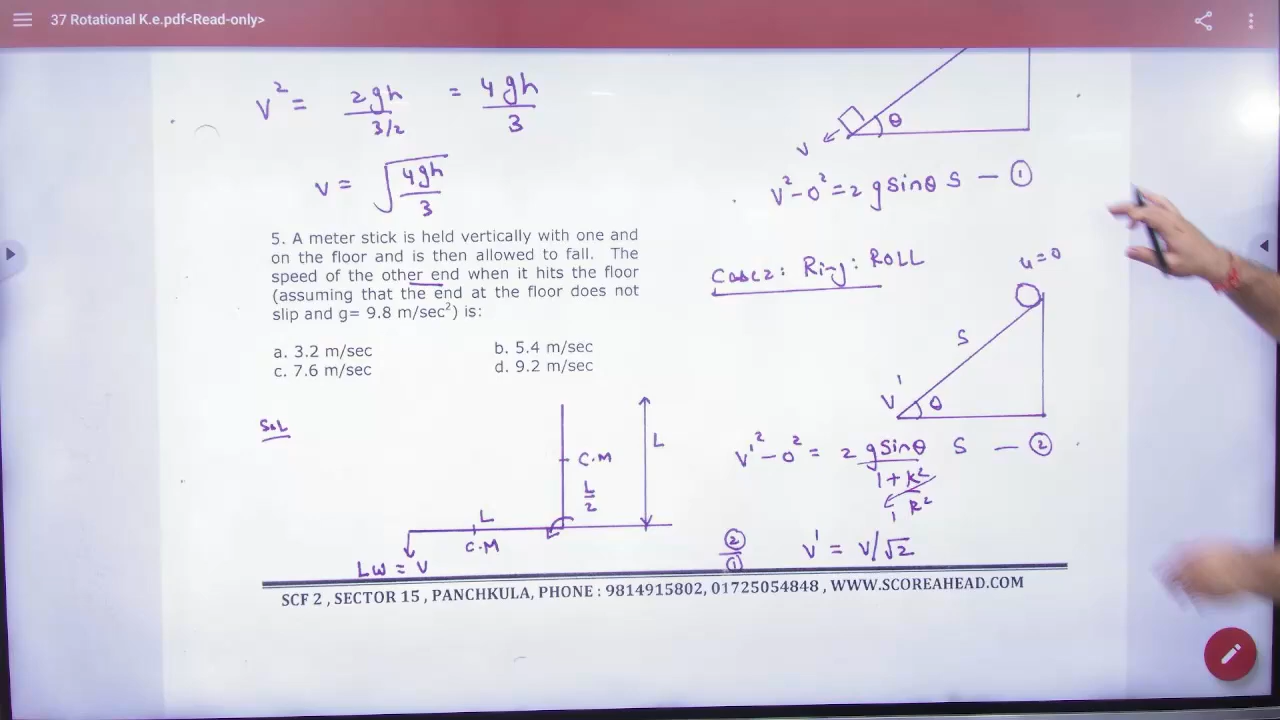 37 Rotational K.e.pdf<Read-only>
V² = 2gh / 3/2 = 4gh / 3
V = √4gh / 3
5. A meter stick is held vertically with one and
on the floor and is then allowed to fall. The
speed of the other end when it hits the floor
(assuming that the end at the floor does not
slip and g= 9.8 m/sec²) is:
a. 3.2 m/sec
b. 5.4 m/sec
c. 7.6 m/sec
d. 9.2 m/sec
Sol
L
C.M
L/2
L
C.M
Lω = V
θ
V
V² - 0² = 2 g sinθ S — ①
Case 2: Ring: ROLL
u = 0
S
V'
θ
V'² - 0² = 2 g sinθ S — ②
1 + K²
1 R²
②/① V' = V/√2
SCF 2 , SECTOR 15 , PANCHKULA, PHONE : 9814915802, 01725054848 , WWW.SCOREAHEAD.COM